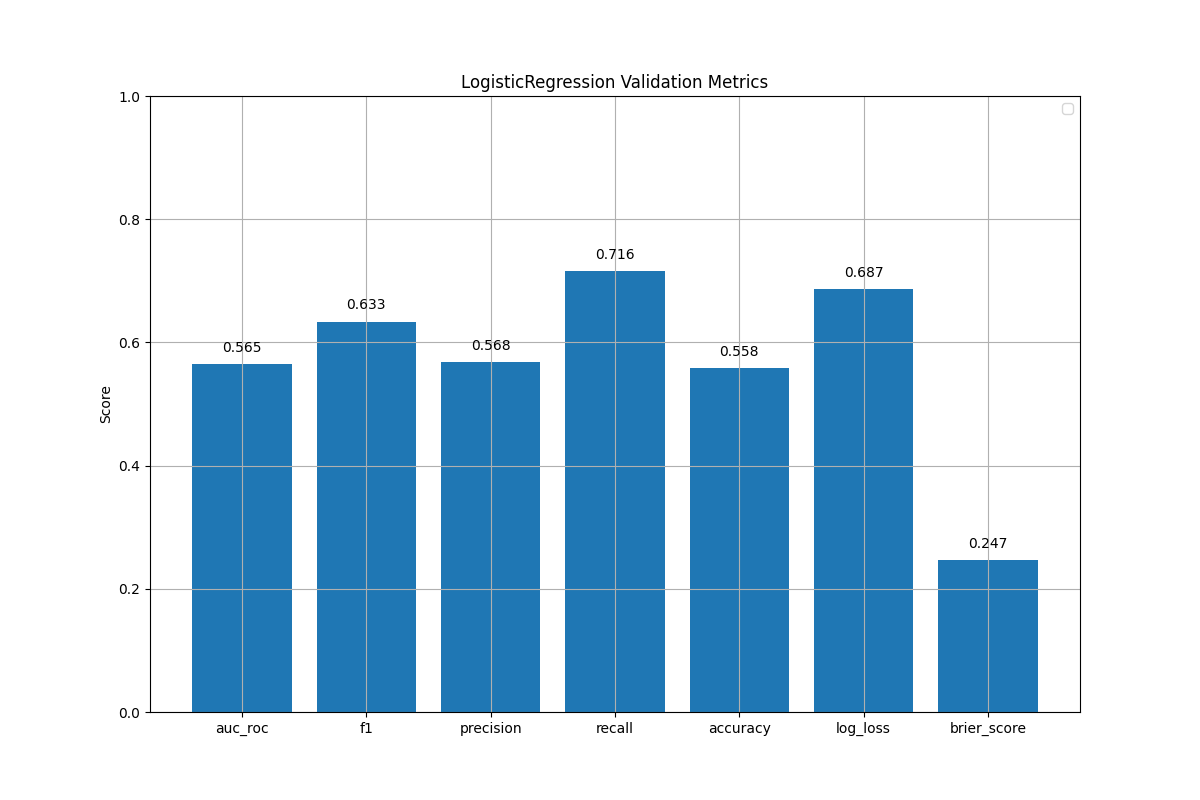 LogisticRegression Validation Metrics
1.0
0.8
0.6
0.4
0.2
0.0
Score
0.565
0.633
0.568
0.716
0.558
0.687
0.247
auc_roc
f1
precision
recall
accuracy
log_loss
brier_score